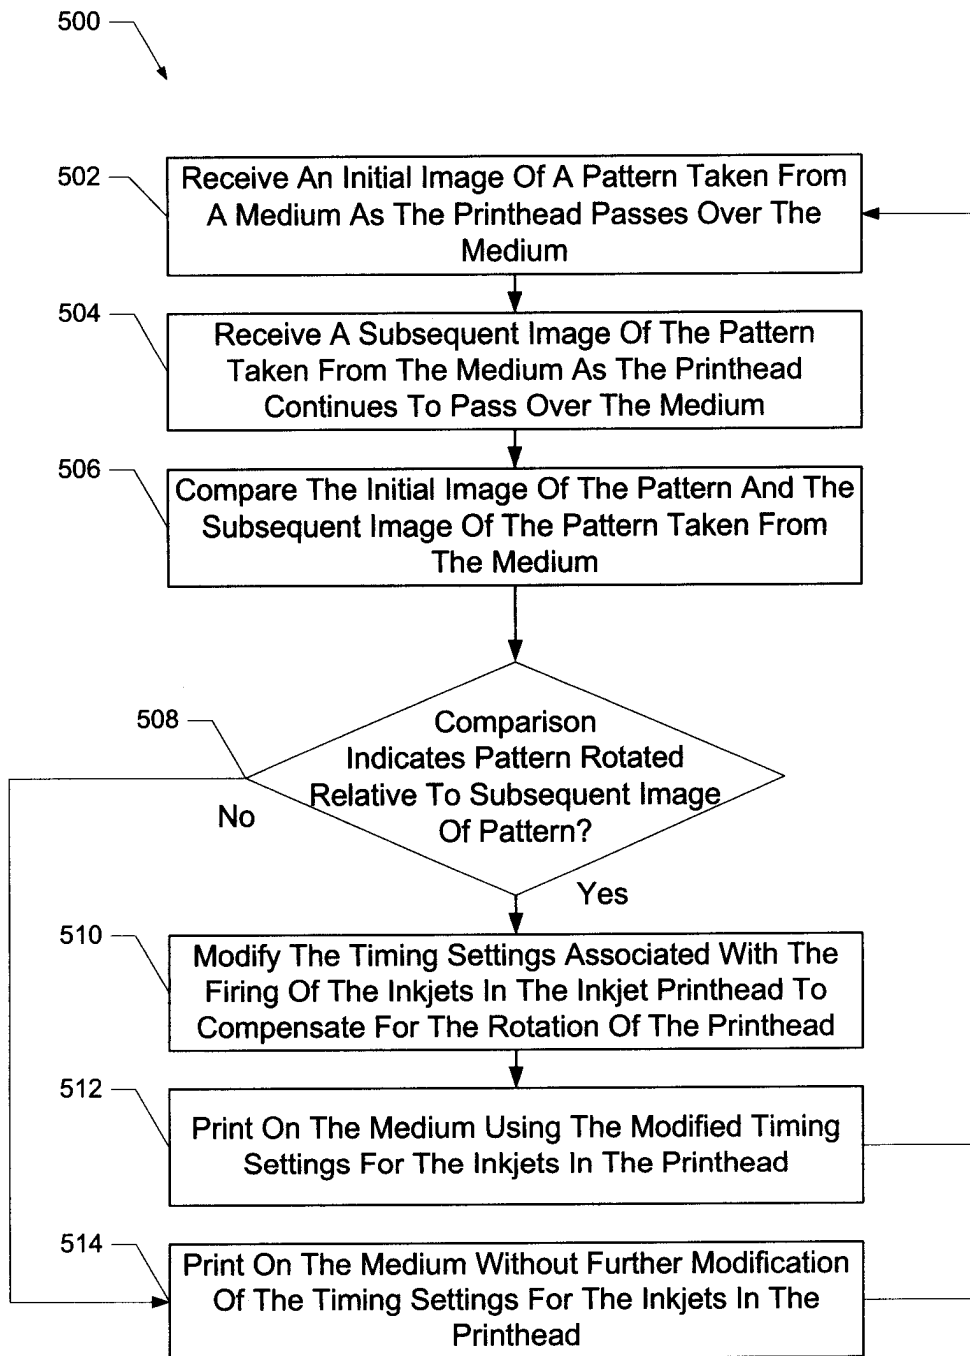 500
502
Receive An Initial Image Of A Pattern Taken From
A Medium As The Printhead Passes Over The
Medium
504
Receive A Subsequent Image Of The Pattern
Taken From The Medium As The Printhead
Continues To Pass Over The Medium
506
Compare The Initial Image Of The Pattern And The
Subsequent Image Of The Pattern Taken From
The Medium
508
Comparison
Indicates Pattern Rotated
Relative To Subsequent Image
Of Pattern?
No
Yes
510
Modify The Timing Settings Associated With The
Firing Of The Inkjets In The Inkjet Printhead To
Compensate For The Rotation Of The Printhead
512
Print On The Medium Using The Modified Timing
Settings For The Inkjets In The Printhead
514
Print On The Medium Without Further Modification
Of The Timing Settings For The Inkjets In The
Printhead